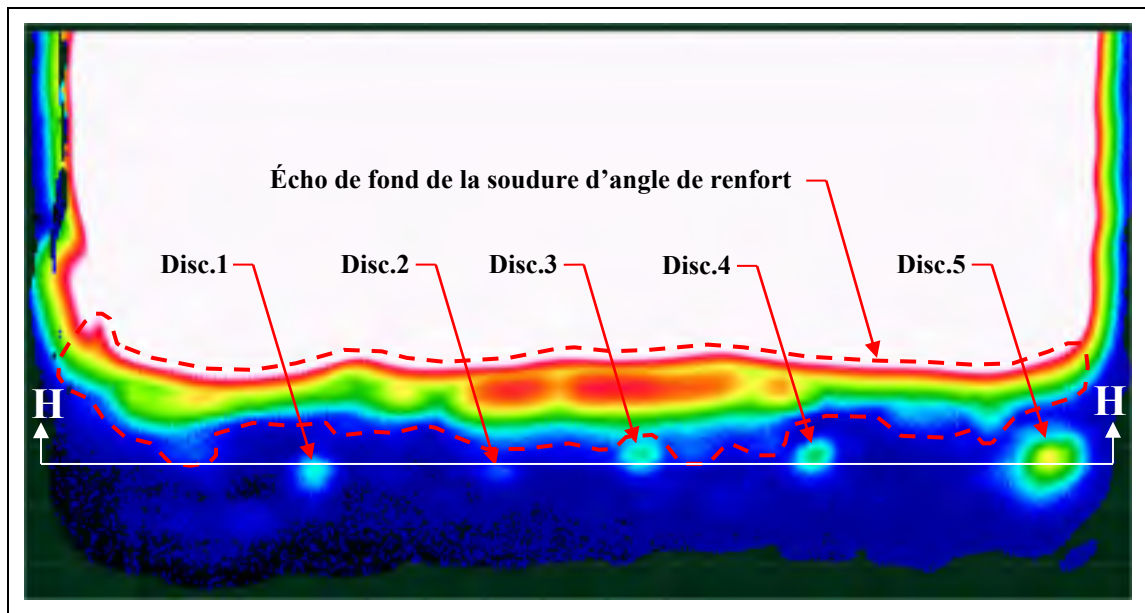 Écho de fond de la soudure d’angle de renfort
Disc.1 Disc.2 Disc.3 Disc.4 Disc.5
H H